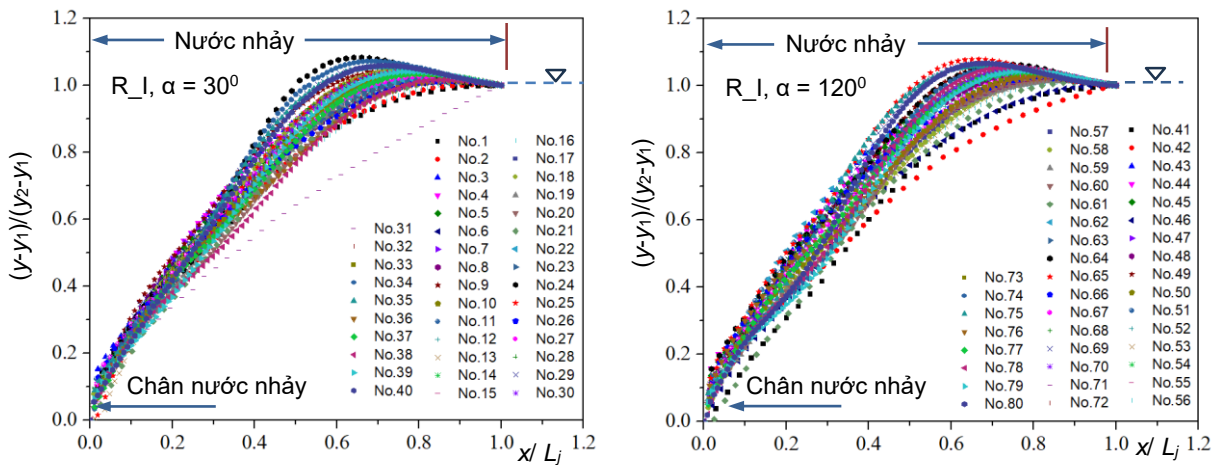 1.2
1.0
0.8
0.6
0.4
0.2
0.0
(y-y₁)/(y₂-y₁)
Nước nhảy
R_I, α = 30⁰
No.31
No.32
No.33
No.34
No.35
No.36
No.37
No.38
No.39
No.40
No.1
No.2
No.3
No.4
No.5
No.6
No.7
No.8
No.9
No.10
No.11
No.12
No.13
No.14
No.15
No.16
No.17
No.18
No.19
No.20
No.21
No.22
No.23
No.24
No.25
No.26
No.27
No.28
No.29
No.30
Chân nước nhảy
0.0 0.2 0.4 0.6 0.8 1.0 1.2
x/ Lⱼ
1.2
1.0
0.8
0.6
0.4
0.2
0.0
(y-y₁)/(y₂-y₁)
Nước nhảy
R_I, α = 120⁰
No.73
No.74
No.75
No.76
No.77
No.78
No.79
No.80
No.57
No.58
No.59
No.60
No.61
No.62
No.63
No.64
No.65
No.66
No.67
No.68
No.69
No.70
No.71
No.72
No.41
No.42
No.43
No.44
No.45
No.46
No.47
No.48
No.49
No.50
No.51
No.52
No.53
No.54
No.55
No.56
Chân nước nhảy
0.0 0.2 0.4 0.6 0.8 1.0 1.2
x/ Lⱼ